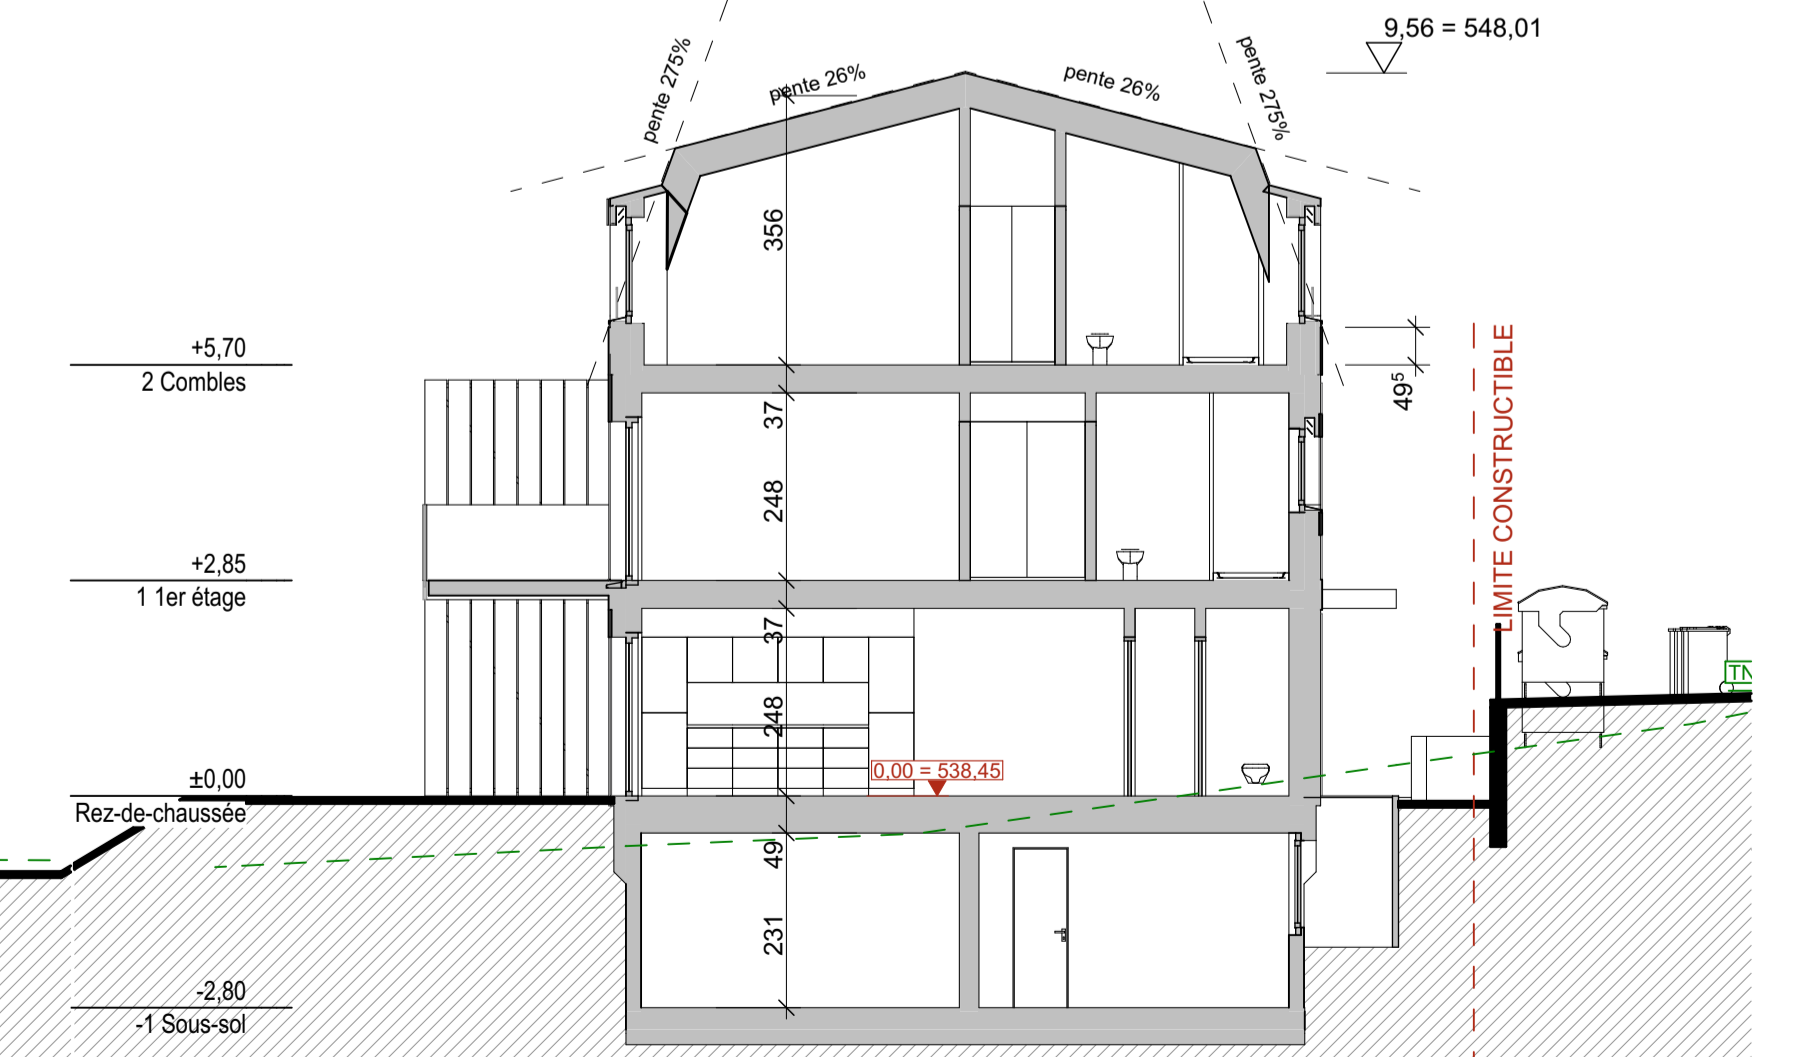 9,56 = 548,01
pente 275%
pente 26%
pente 26%
pente 275%
356
+5,70
2 Combles
49⁵
37
LIMITE CONSTRUCTIBLE
248
+2,85
1 1er étage
37
248
0,00 = 538,45
±0,00
Rez-de-chaussée
49
231
-2,80
-1 Sous-sol